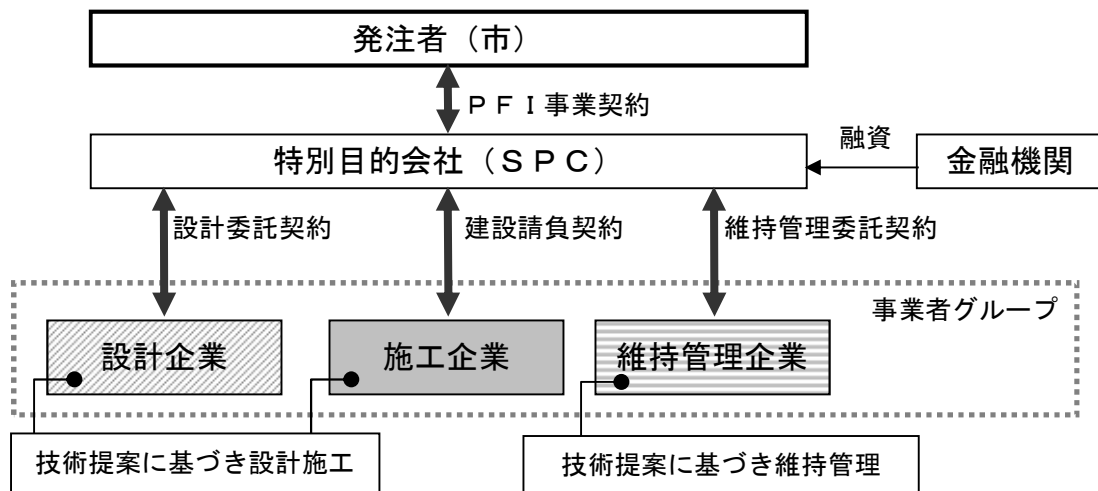 発注者（市）
ＰＦＩ事業契約
特別目的会社（ＳＰＣ）
融資
金融機関
設計委託契約
建設請負契約
維持管理委託契約
事業者グループ
設計企業
施工企業
維持管理企業
技術提案に基づき設計施工
技術提案に基づき維持管理